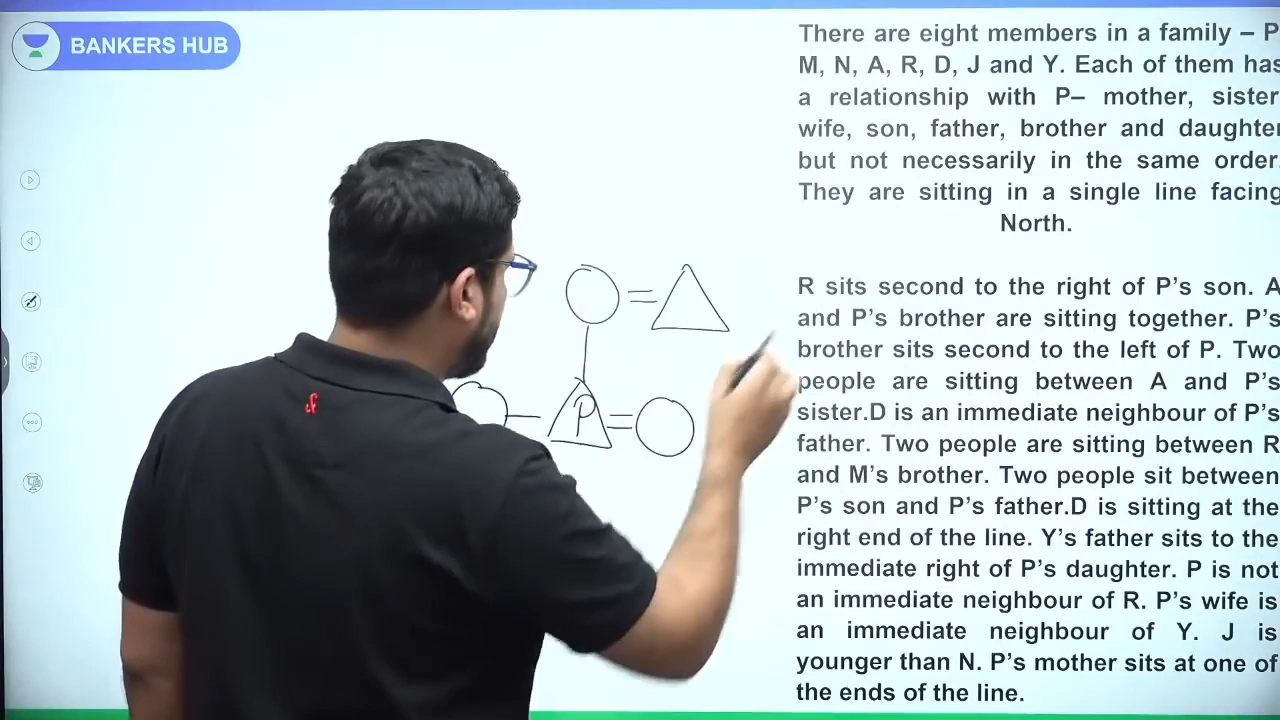 BANKERS HUB
There are eight members in a family – P
M, N, A, R, D, J and Y. Each of them has
a relationship with P– mother, sister
wife, son, father, brother and daughter
but not necessarily in the same order.
They are sitting in a single line facing
North.
R sits second to the right of P's son. A
and P's brother are sitting together. P's
brother sits second to the left of P. Two
people are sitting between A and P's
sister.D is an immediate neighbour of P's
father. Two people are sitting between R
and M's brother. Two people sit between
P's son and P's father.D is sitting at the
right end of the line. Y's father sits to the
immediate right of P's daughter. P is not
an immediate neighbour of R. P's wife is
an immediate neighbour of Y. J is
younger than N. P's mother sits at one of
the ends of the line.
P